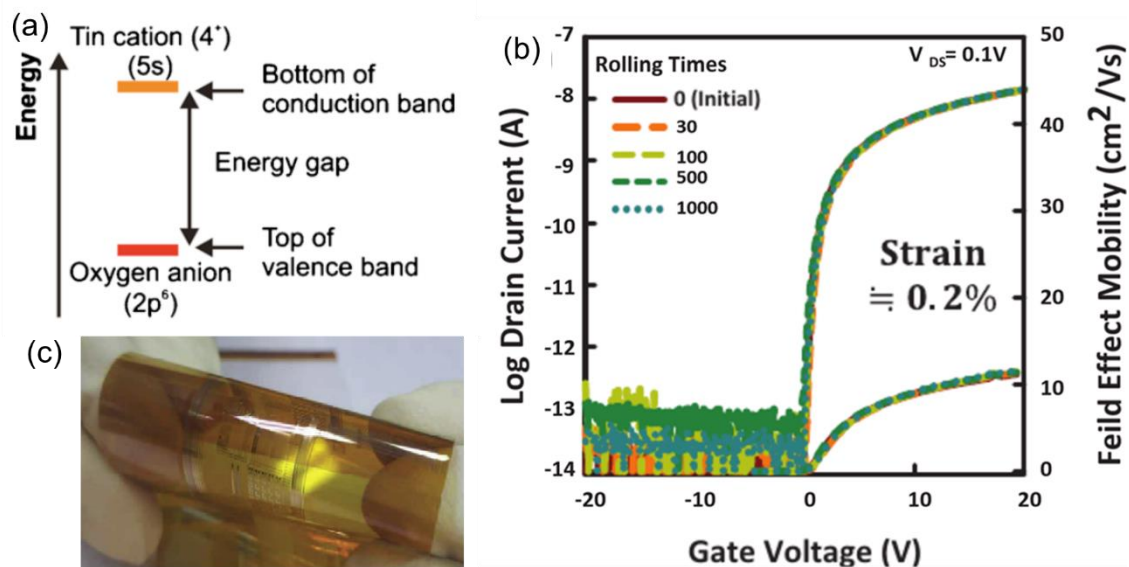 (a)
Tin cation (4⁺)
(5s)
Energy
Bottom of
conduction band
Energy gap
Top of
valence band
Oxygen anion
(2p⁶)
(b)
-7
-8
-9
-10
-11
-12
-13
-14
Log Drain Current (A)
V DS= 0.1V
Rolling Times
0 (Initial)
30
100
500
1000
Strain
≒ 0.2%
50
40
30
20
10
0
Feild Effect Mobility (cm²/Vs)
-20
-10
0
10
20
Gate Voltage (V)
(c)